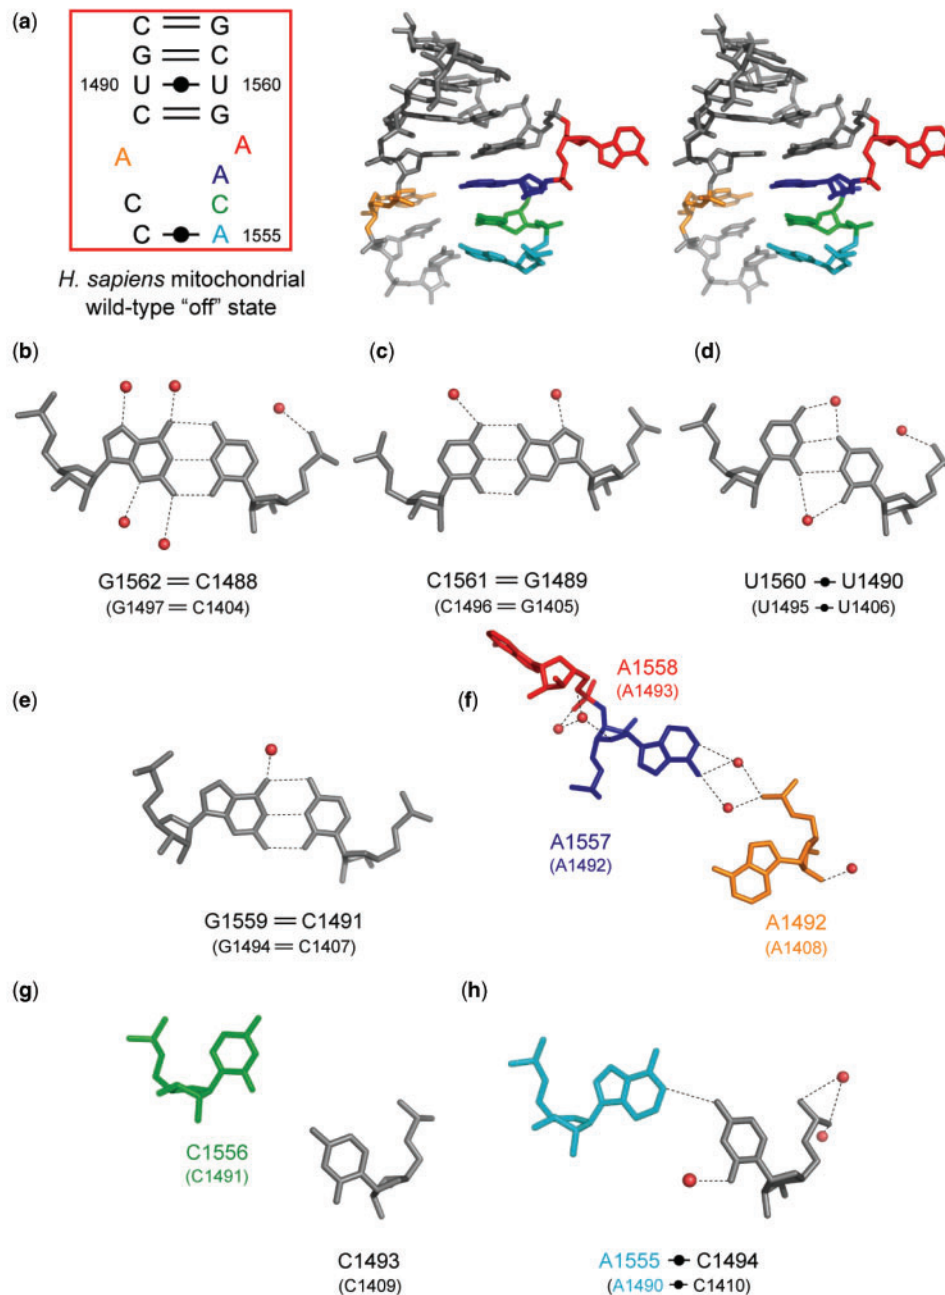 (a)
C G
G C
1490 U U 1560
C G
A A
A
C C
C A 1555
H. sapiens mitochondrial
wild-type “off” state
(b) (c) (d)
G1562 C1488 C1561 G1489 U1560 U1490
(G1497 C1404) (C1496 G1405) (U1495 U1406)
(e) (f)
A1558
(A1493)
A1557
(A1492)
A1492
(A1408)
G1559 C1491
(G1494 C1407)
(g) (h)
C1556
(C1491)
C1493
(C1409)
A1555 C1494
(A1490 C1410)